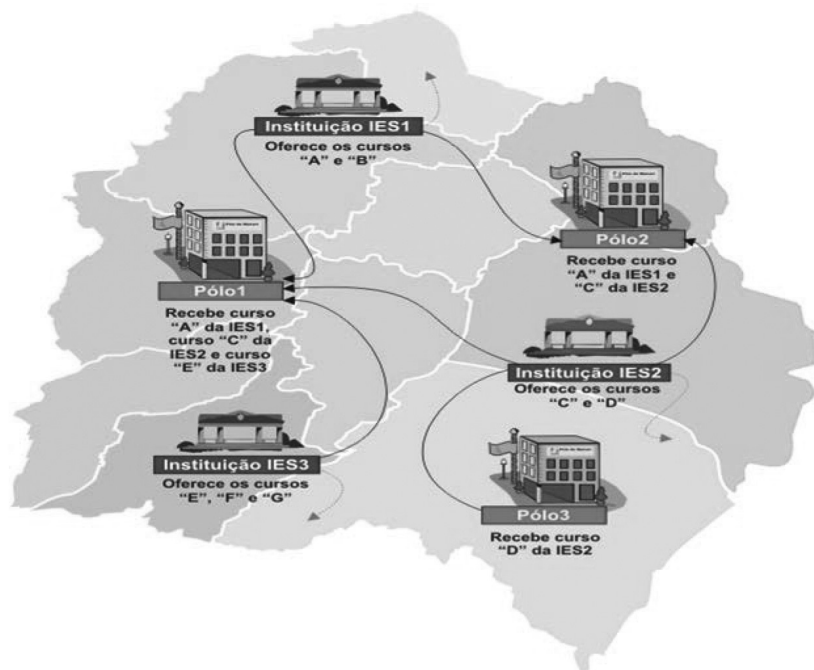 Instituição IES1
Oferece os cursos
“A” e “B”
Pólo2
Recebe curso
“A” da IES1 e
“C” da IES2
Pólo1
Recebe curso
“A” da IES1,
curso “C” da
IES2 e curso
“E” da IES3
Instituição IES2
Oferece os cursos
“C” e “D”
Instituição IES3
Oferece os cursos
“E”, “F” e “G”
Pólo3
Recebe curso
“D” da IES2